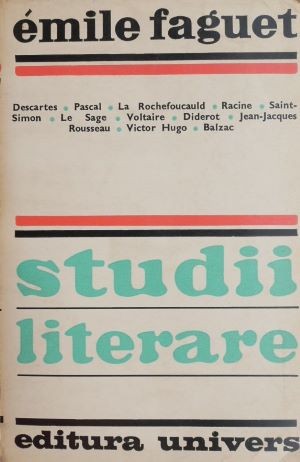 émile faguet
Descartes • Pascal • La Rochefoucauld • Racine • Saint-
Simon • Le Sage • Voltaire • Diderot • Jean-Jacques
Rousseau • Victor Hugo • Balzac
studii
literare
editura univers